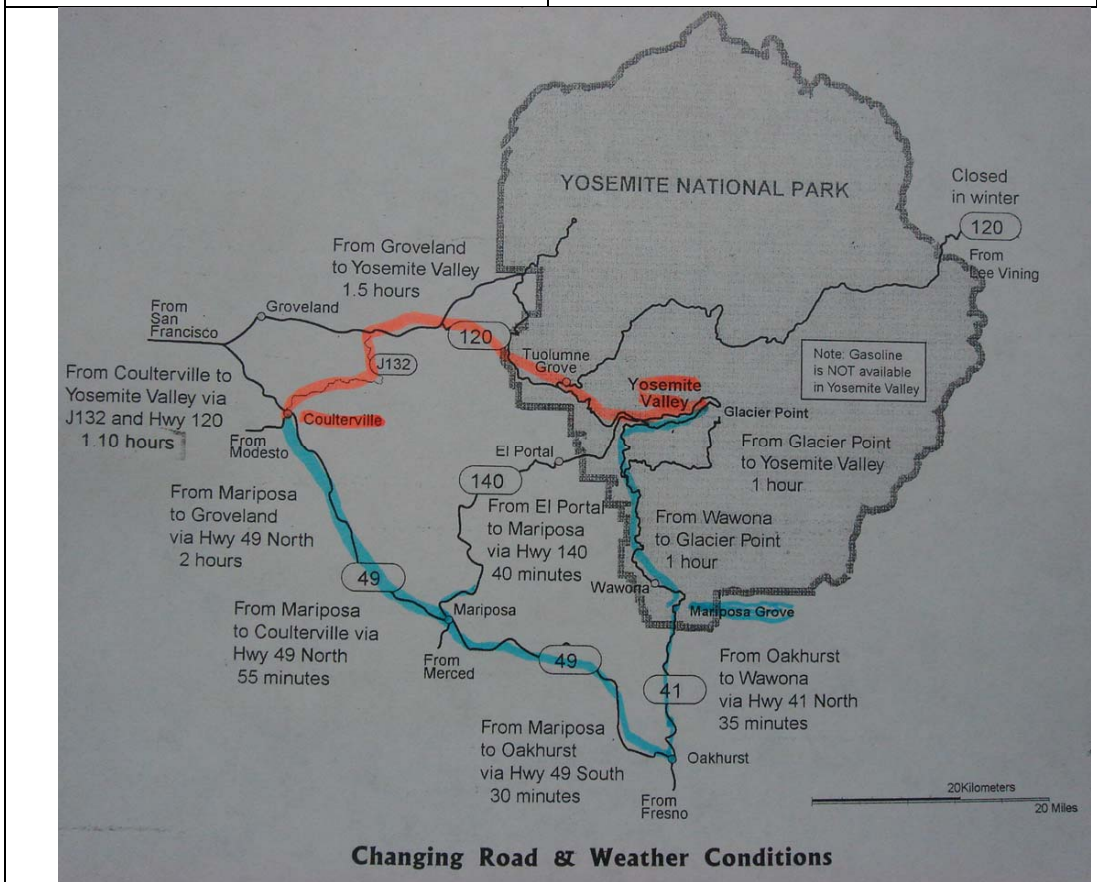 YOSEMITE NATIONAL PARK
Closed
in winter
120
From
Lee Vining
From Groveland
to Yosemite Valley
1.5 hours
From
San
Francisco
Groveland
120
J132
Tuolumne
Grove
Note: Gasoline
is NOT available
in Yosemite Valley
From Coulterville to
Yosemite Valley via
J132 and Hwy 120
1.10 hours
Coulterville
From
Modesto
Yosemite
Valley
Glacier Point
From Glacier Point
to Yosemite Valley
1 hour
El Portal
140
From El Portal
to Mariposa
via Hwy 140
40 minutes
From Mariposa
to Groveland
via Hwy 49 North
2 hours
From Wawona
to Glacier Point
1 hour
49
Wawona
Mariposa Grove
From Mariposa
to Coulterville via
Hwy 49 North
55 minutes
Mariposa
From
Merced
49
41
From Oakhurst
to Wawona
via Hwy 41 North
35 minutes
From Mariposa
to Oakhurst
via Hwy 49 South
30 minutes
Oakhurst
From
Fresno
20Kilometers
20 Miles
Changing Road & Weather Conditions